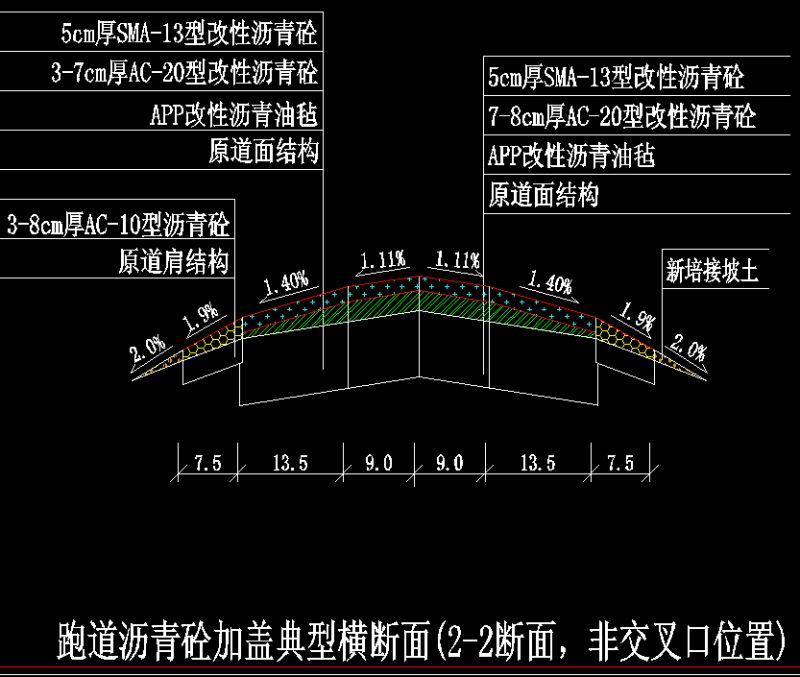 5cm厚SMA-13型改性沥青砼
3-7cm厚AC-20型改性沥青砼
APP改性沥青油毡
原道面结构
5cm厚SMA-13型改性沥青砼
7-8cm厚AC-20型改性沥青砼
APP改性沥青油毡
原道面结构
3-8cm厚AC-10型沥青砼
原道肩结构
新培接坡土
2.0%
1.9%
1.40%
1.11%
1.11%
1.40%
1.9%
2.0%
7.5
13.5
9.0
9.0
13.5
7.5
跑道沥青砼加盖典型横断面(2-2断面，非交叉口位置)